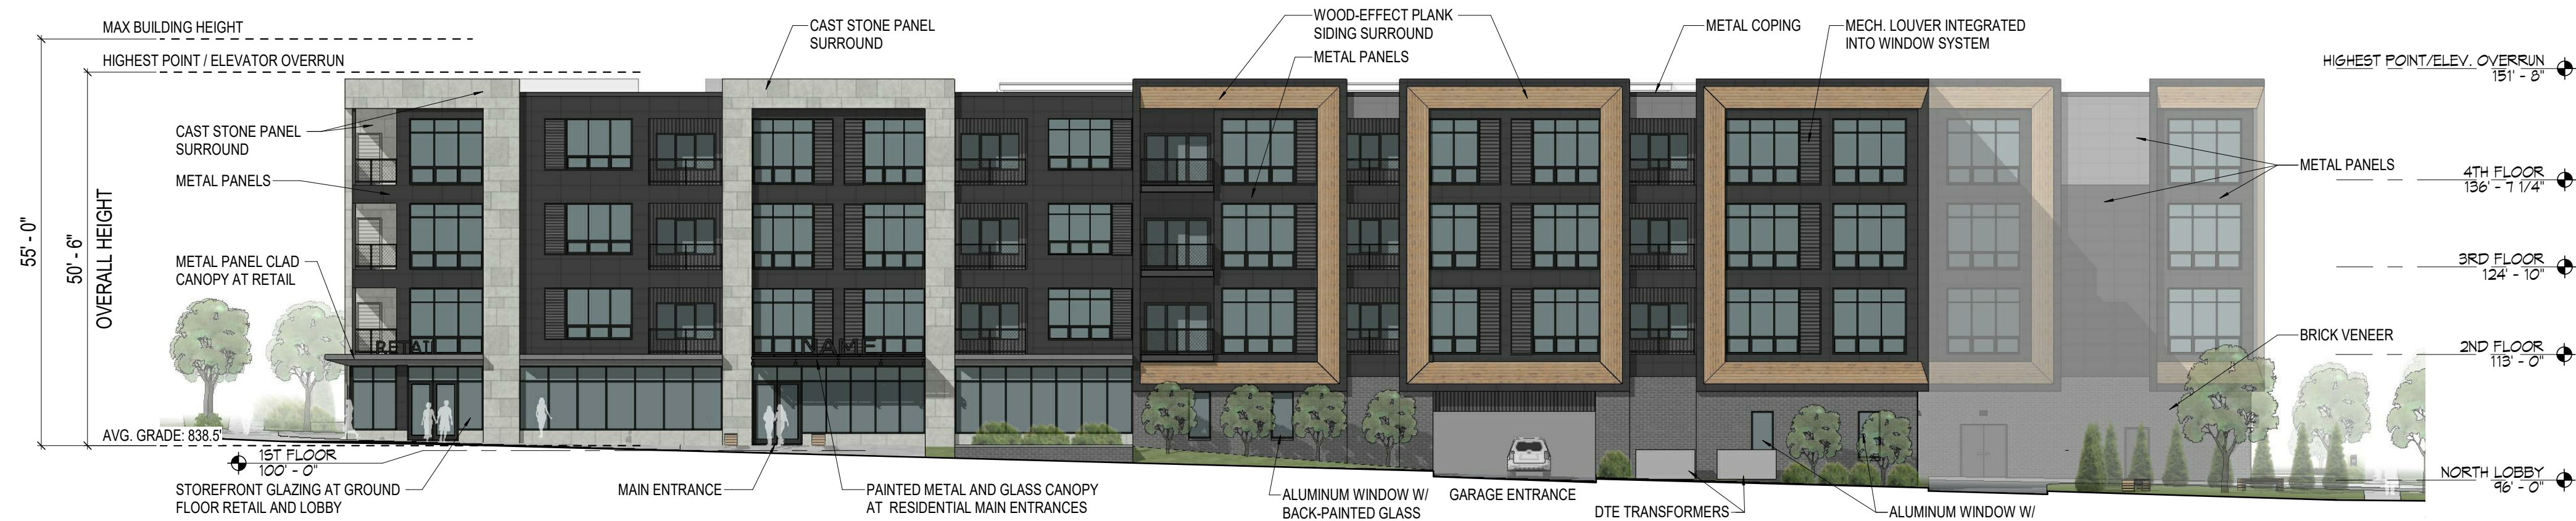 MAX BUILDING HEIGHT
HIGHEST POINT / ELEVATOR OVERRUN
CAST STONE PANEL
SURROUND
METAL PANELS
METAL PANEL CLAD
CANOPY AT RETAIL
55' - 0"
50' - 6"
OVERALL HEIGHT
AVG. GRADE: 838.5'
1ST FLOOR
100' - 0"
STOREFRONT GLAZING AT GROUND
FLOOR RETAIL AND LOBBY
RETAIL
CAST STONE PANEL
SURROUND
NAME
MAIN ENTRANCE
PAINTED METAL AND GLASS CANOPY
AT RESIDENTIAL MAIN ENTRANCES
WOOD-EFFECT PLANK
SIDING SURROUND
METAL PANELS
METAL COPING
MECH. LOUVER INTEGRATED
INTO WINDOW SYSTEM
ALUMINUM WINDOW W/
BACK-PAINTED GLASS
GARAGE ENTRANCE
DTE TRANSFORMERS
ALUMINUM WINDOW W/
HIGHEST POINT/ELEV. OVERRUN
151' - 8"
METAL PANELS
4TH FLOOR
136' - 7 1/4"
3RD FLOOR
124' - 10"
BRICK VENEER
2ND FLOOR
113' - 0"
NORTH LOBBY
96' - 0"